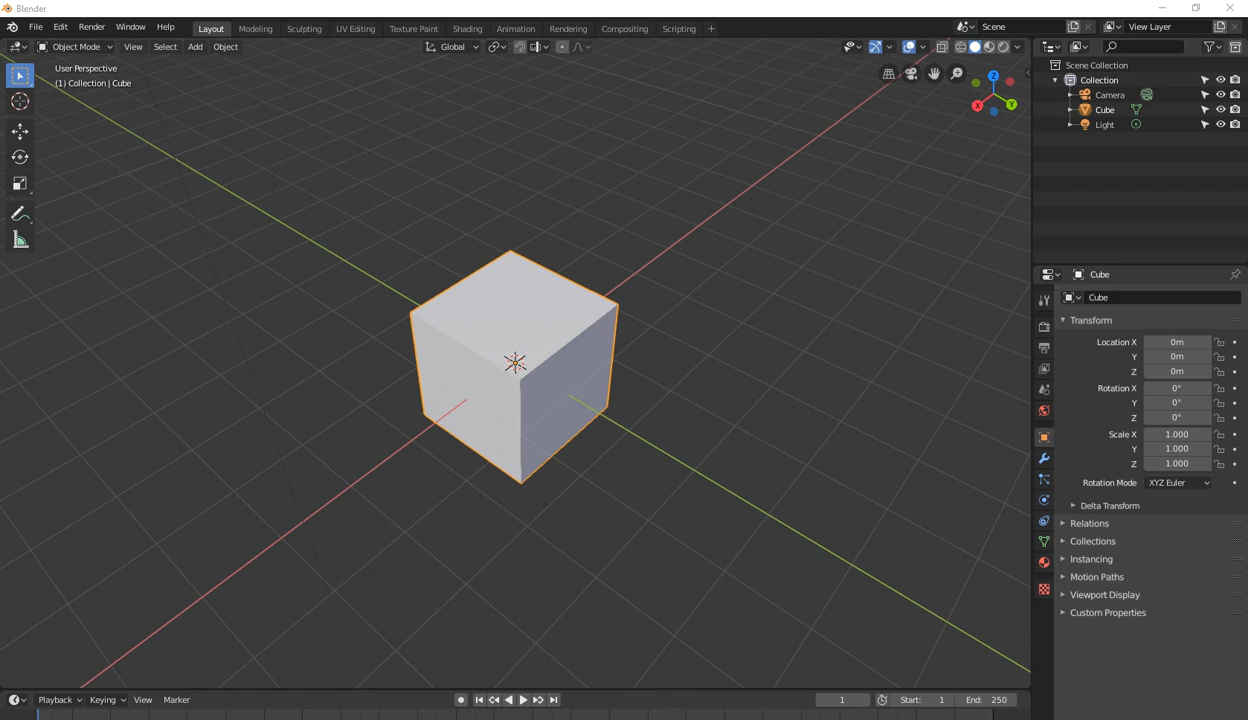 Blender
File Edit Render Window Help Layout Modeling Sculpting UV Editing Texture Paint Shading Animation Rendering Compositing Scripting + Scene View Layer
Object Mode View Select Add Object Global
User Perspective
(1) Collection | Cube
Z
X Y
Scene Collection
Collection
Camera
Cube
Light
Cube
Cube
Transform
Location X 0m
Y 0m
Z 0m
Rotation X 0°
Y 0°
Z 0°
Scale X 1.000
Y 1.000
Z 1.000
Rotation Mode XYZ Euler
Delta Transform
Relations
Collections
Instancing
Motion Paths
Viewport Display
Custom Properties
Playback Keying View Marker 1 Start: 1 End: 250